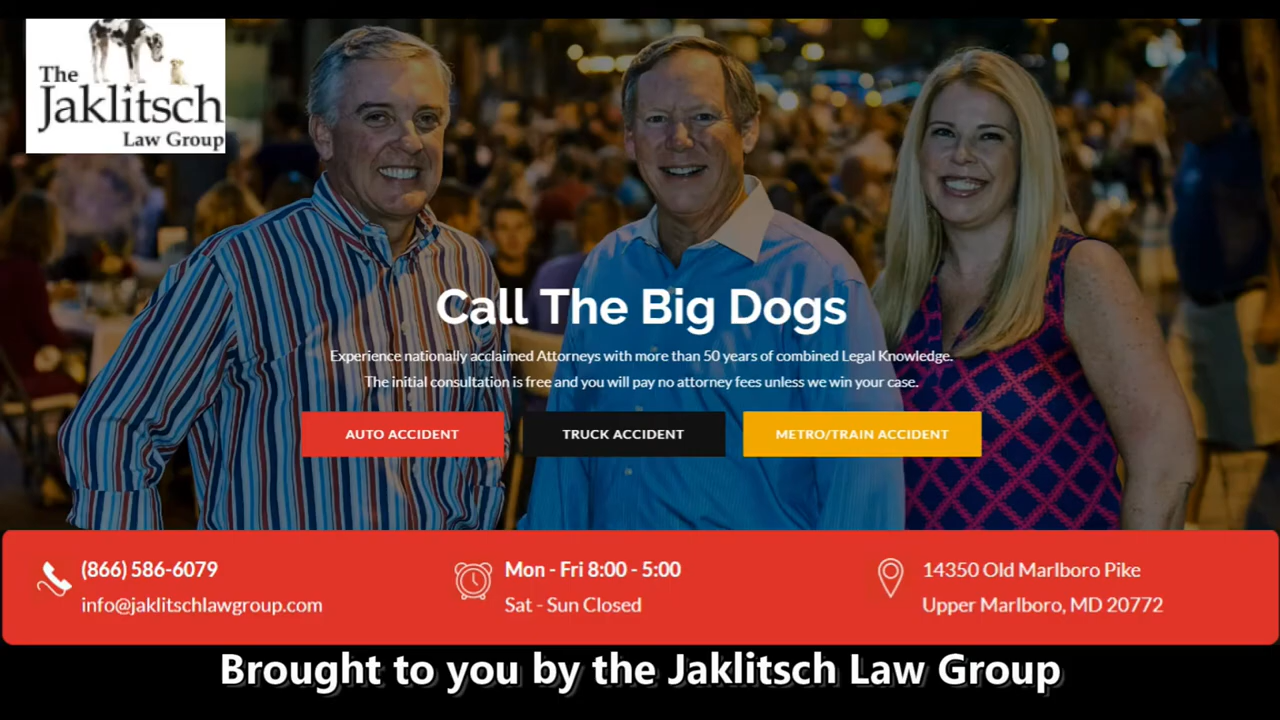 The
Jaklitsch
Law Group
Call The Big Dogs
Experience nationally acclaimed Attorneys with more than 50 years of combined Legal Knowledge.
The initial consultation is free and you will pay no attorney fees unless we win your case.
AUTO ACCIDENT
TRUCK ACCIDENT
METRO/TRAIN ACCIDENT
(866) 586-6079
info@jaklitschlawgroup.com
Mon - Fri 8:00 - 5:00
Sat - Sun Closed
14350 Old Marlboro Pike
Upper Marlboro, MD 20772
Brought to you by the Jaklitsch Law Group